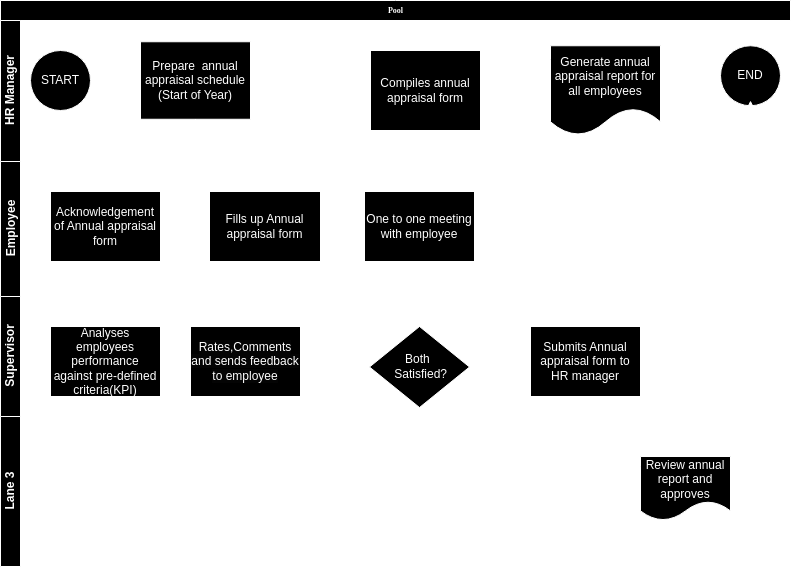 Pool
HR Manager
START
Prepare annual
appraisal schedule
(Start of Year)
Compiles annual
appraisal form
Generate annual
appraisal report for
all employees
END
Employee
Acknowledgement
of Annual appraisal
form
Fills up Annual
appraisal form
One to one meeting
with employee
Supervisor
Analyses
employees
performance
against pre-defined
criteria(KPI)
Rates,Comments
and sends feedback
to employee
Both
Satisfied?
Submits Annual
appraisal form to
HR manager
Lane 3
Review annual
report and
approves